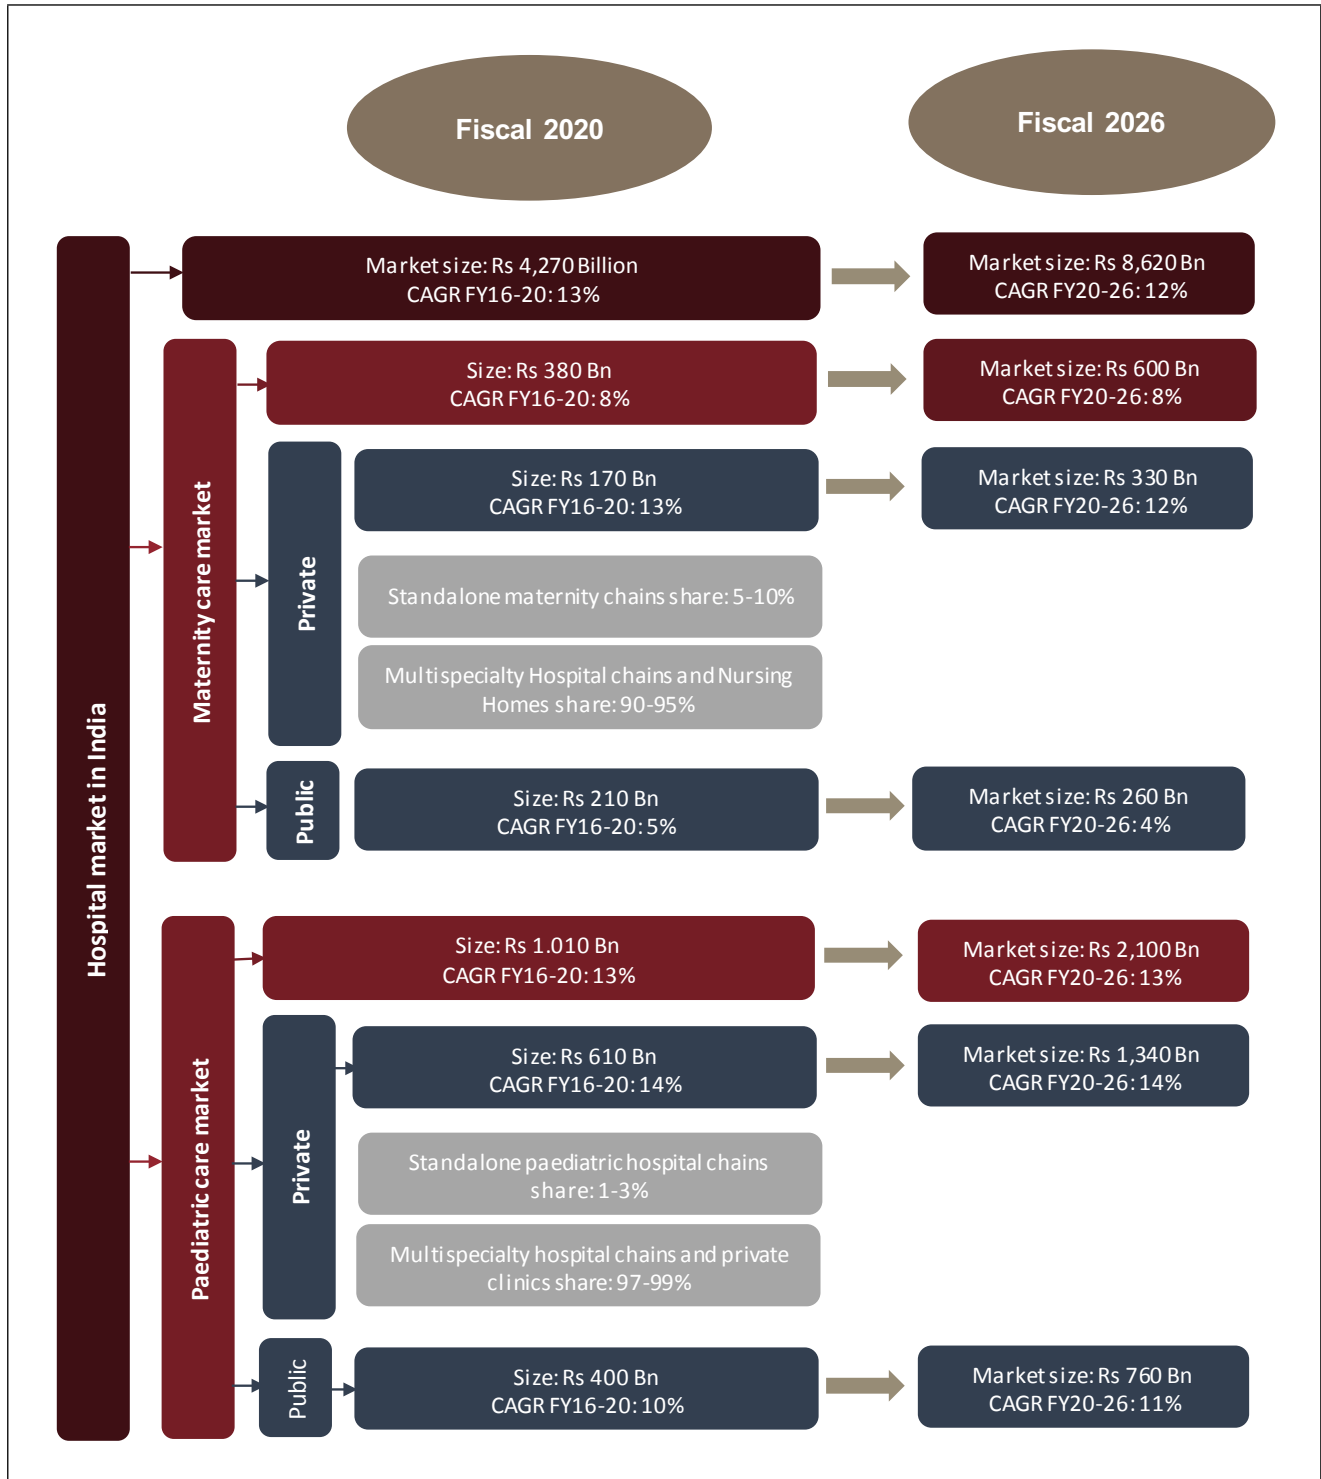 Fiscal 2020
Fiscal 2026
Hospital market in India
Market size: Rs 4,270 Billion
CAGR FY16-20: 13%
Market size: Rs 8,620 Bn
CAGR FY20-26: 12%
Maternity care market
Size: Rs 380 Bn
CAGR FY16-20: 8%
Market size: Rs 600 Bn
CAGR FY20-26: 8%
Private
Size: Rs 170 Bn
CAGR FY16-20: 13%
Market size: Rs 330 Bn
CAGR FY20-26: 12%
Standalone maternity chains share: 5-10%
Multispecialty Hospital chains and Nursing
Homes share: 90-95%
Public
Size: Rs 210 Bn
CAGR FY16-20: 5%
Market size: Rs 260 Bn
CAGR FY20-26: 4%
Paediatric care market
Size: Rs 1.010 Bn
CAGR FY16-20: 13%
Market size: Rs 2,100 Bn
CAGR FY20-26: 13%
Private
Size: Rs 610 Bn
CAGR FY16-20: 14%
Market size: Rs 1,340 Bn
CAGR FY20-26: 14%
Standalone paediatric hospital chains
share: 1-3%
Multispecialty hospital chains and private
clinics share: 97-99%
Public
Size: Rs 400 Bn
CAGR FY16-20: 10%
Market size: Rs 760 Bn
CAGR FY20-26: 11%